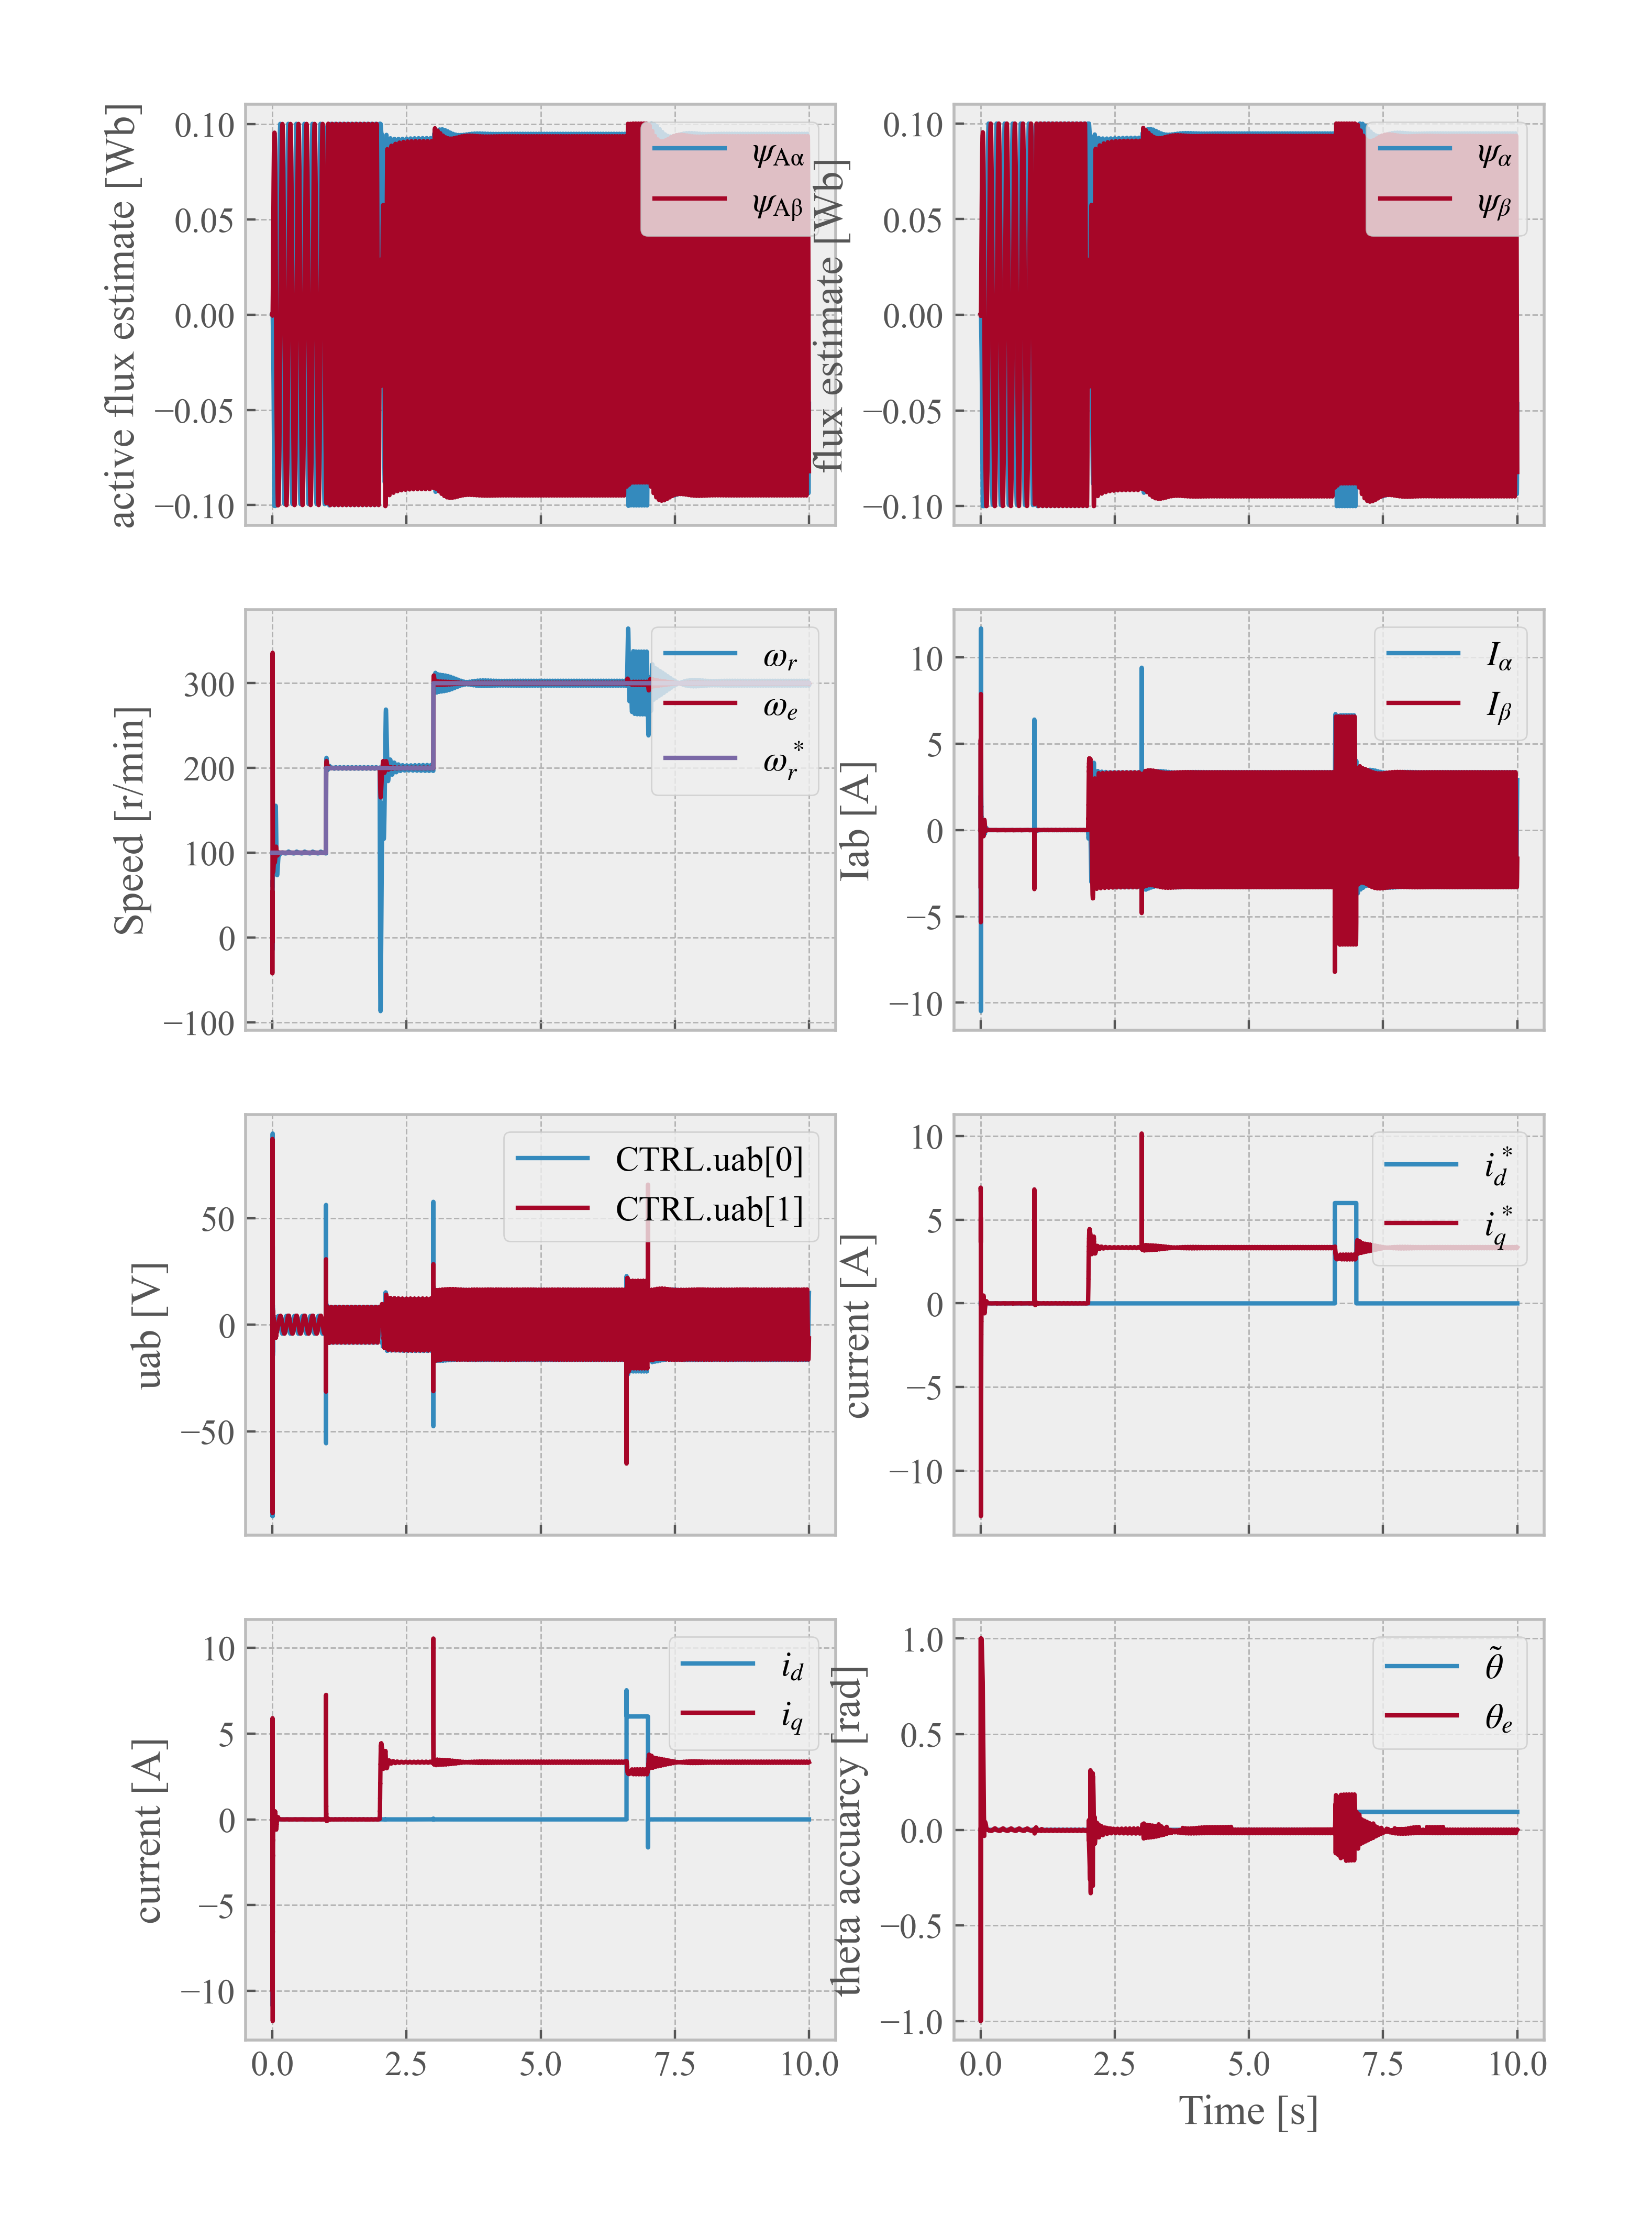 active flux estimate [Wb]
0.10
0.05
0.00
−0.05
−0.10
ψAα
ψAβ
flux estimate [Wb]
0.10
0.05
0.00
−0.05
−0.10
ψα
ψβ
Speed [r/min]
300
200
100
0
−100
ωr
ωe
ωr*
Iab [A]
10
5
0
−5
−10
Iα
Iβ
uab [V]
50
0
−50
CTRL.uab[0]
CTRL.uab[1]
current [A]
10
5
0
−5
−10
id*
iq*
current [A]
10
5
0
−5
−10
id
iq
0.0 2.5 5.0 7.5 10.0
theta accuarcy [rad]
1.0
0.5
0.0
−0.5
−1.0
θ̃
θe
0.0 2.5 5.0 7.5 10.0
Time [s]